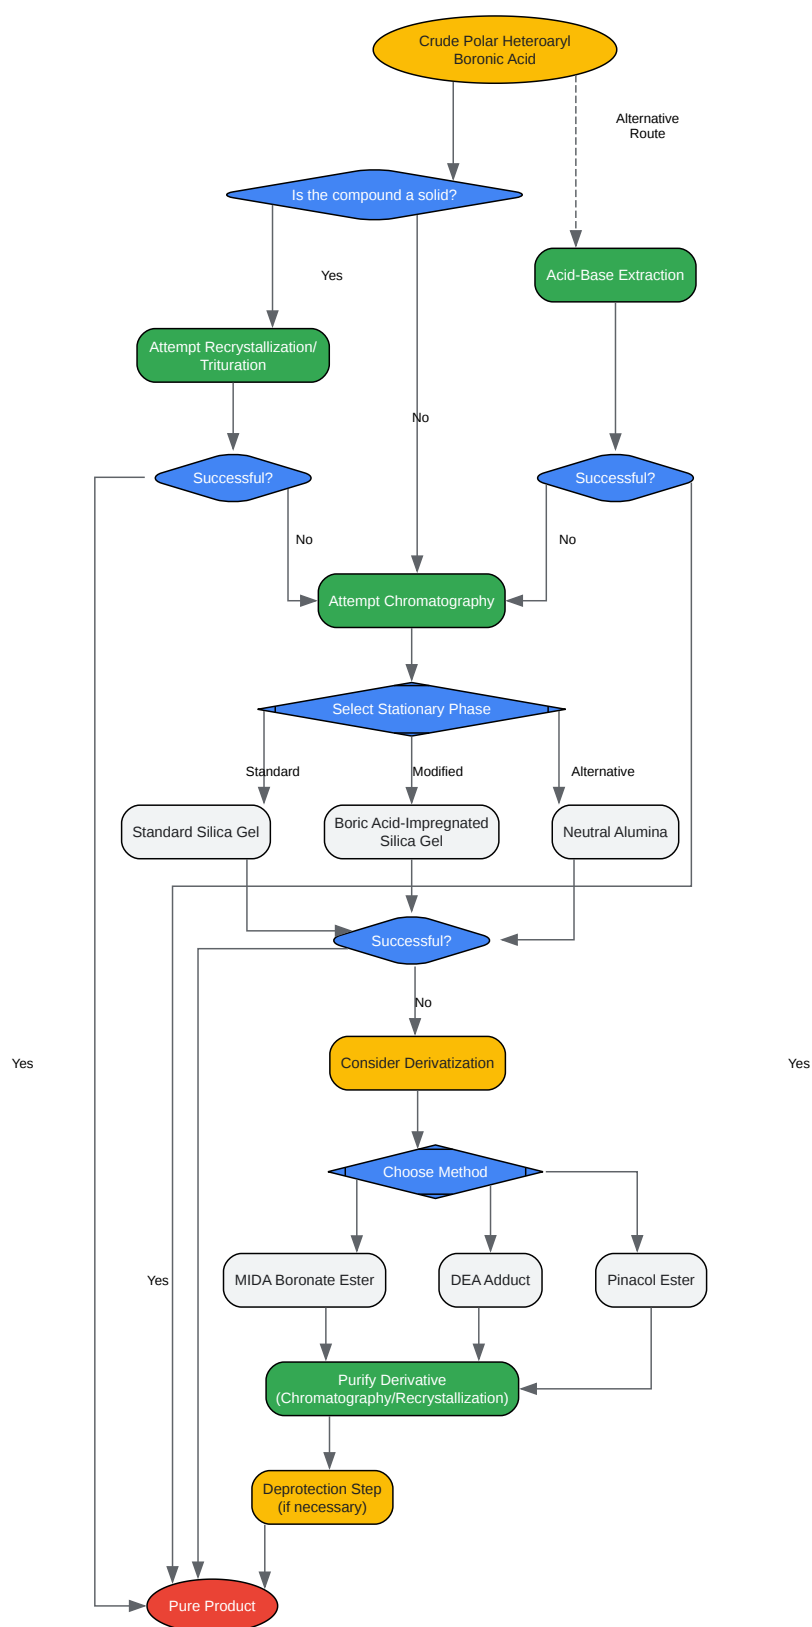 Crude Polar Heteroaryl
Boronic Acid
Alternative
Route
Is the compound a solid?
Yes
Acid-Base Extraction
Attempt Recrystallization/
Trituration
No
Successful?
Successful?
No
No
Attempt Chromatography
Select Stationary Phase
Standard
Modified
Alternative
Standard Silica Gel
Boric Acid-Impregnated
Silica Gel
Neutral Alumina
Successful?
No
Yes
Consider Derivatization
Yes
Choose Method
Yes
MIDA Boronate Ester
DEA Adduct
Pinacol Ester
Purify Derivative
(Chromatography/Recrystallization)
Deprotection Step
(if necessary)
Pure Product